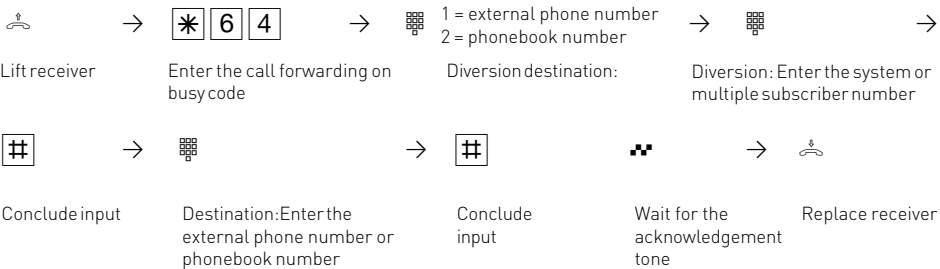 * 6 4
1 = external phone number
2 = phonebook number
Lift receiver
Enter the call forwarding on
busy code
Diversion destination:
Diversion: Enter the system or
multiple subscriber number
#
#
Conclude input
Destination: Enter the
external phone number or
phonebook number
Conclude
input
Wait for the
acknowledgement
tone
Replace receiver